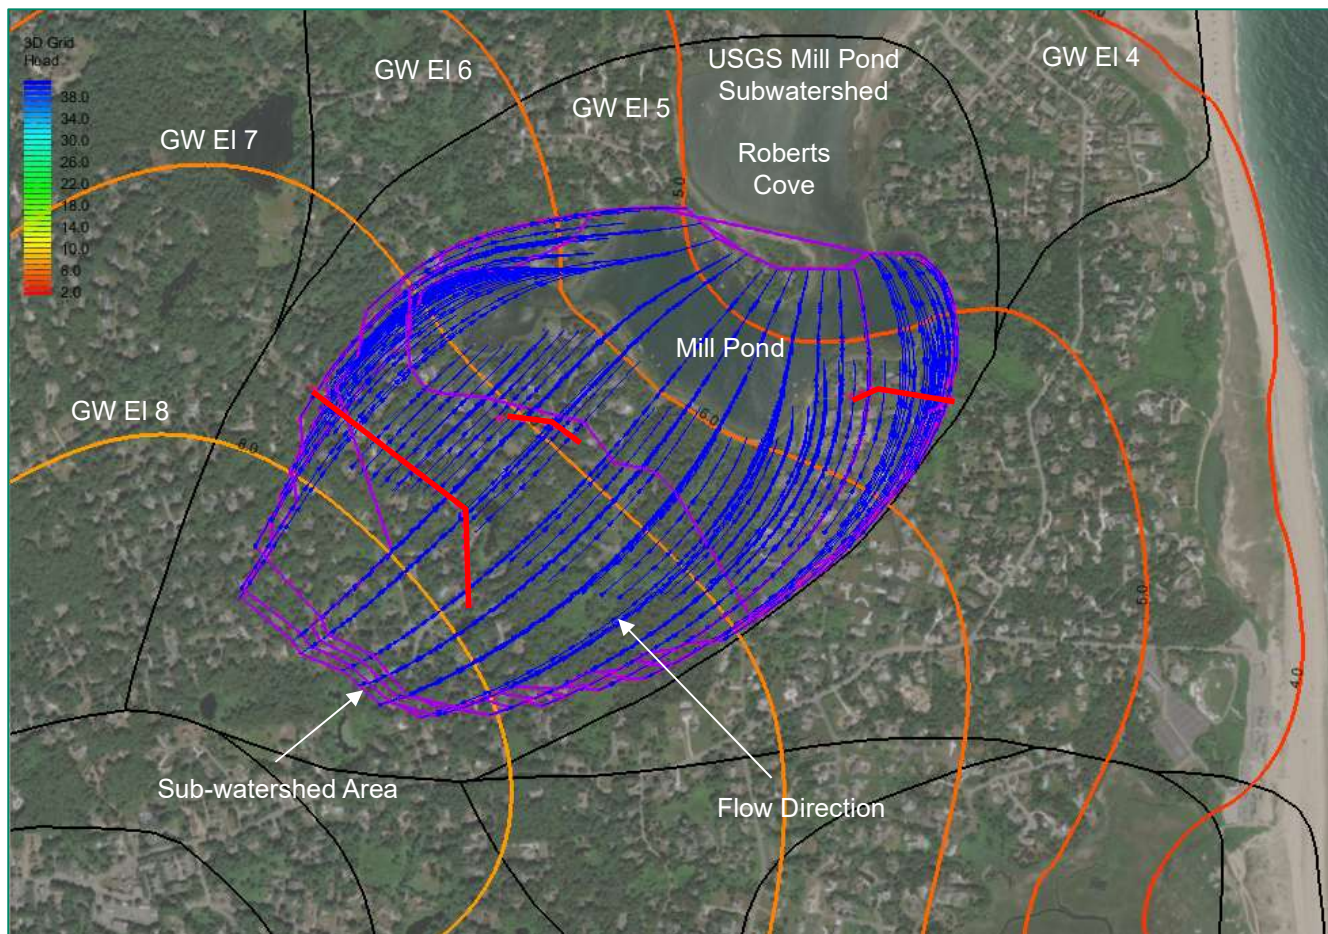 3D Grid
Head
38.0
34.0
30.0
26.0
22.0
18.0
14.0
10.0
6.0
2.0
GW El 6
USGS Mill Pond
Subwatershed
GW El 4
GW El 5
GW El 7
Roberts
Cove
5.0
Mill Pond
GW El 8
8.0
6.0
5.0
4.0
Sub-watershed Area
Flow Direction